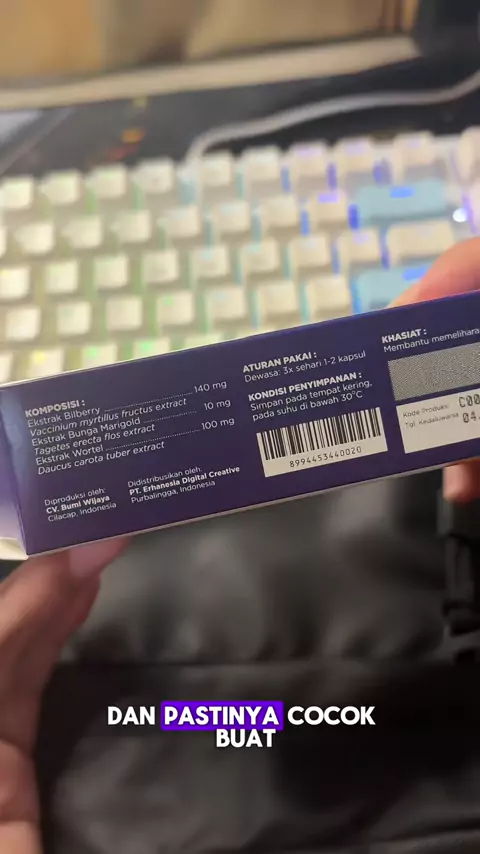 KOMPOSISI :
Ekstrak Bilberry 140 mg
Vaccinium myrtillus fructus extract
Ekstrak Bunga Marigold 10 mg
Tagetes erecta flos extract
Ekstrak Wortel 100 mg
Daucus carota tuber extract
Diproduksi oleh:
CV. Bumi Wijaya
Cilacap, Indonesia
Didistribusikan oleh:
PT. Erhanesia Digital Creative
Purbalingga, Indonesia
ATURAN PAKAI :
Dewasa: 3x sehari 1-2 kapsul
KONDISI PENYIMPANAN :
Simpan pada tempat kering,
pada suhu di bawah 30°C
8994453440020
KHASIAT :
Membantu memelihara
Kode Produksi
Tgl. Kedaluwarsa
DAN PASTINYA COCOK
BUAT